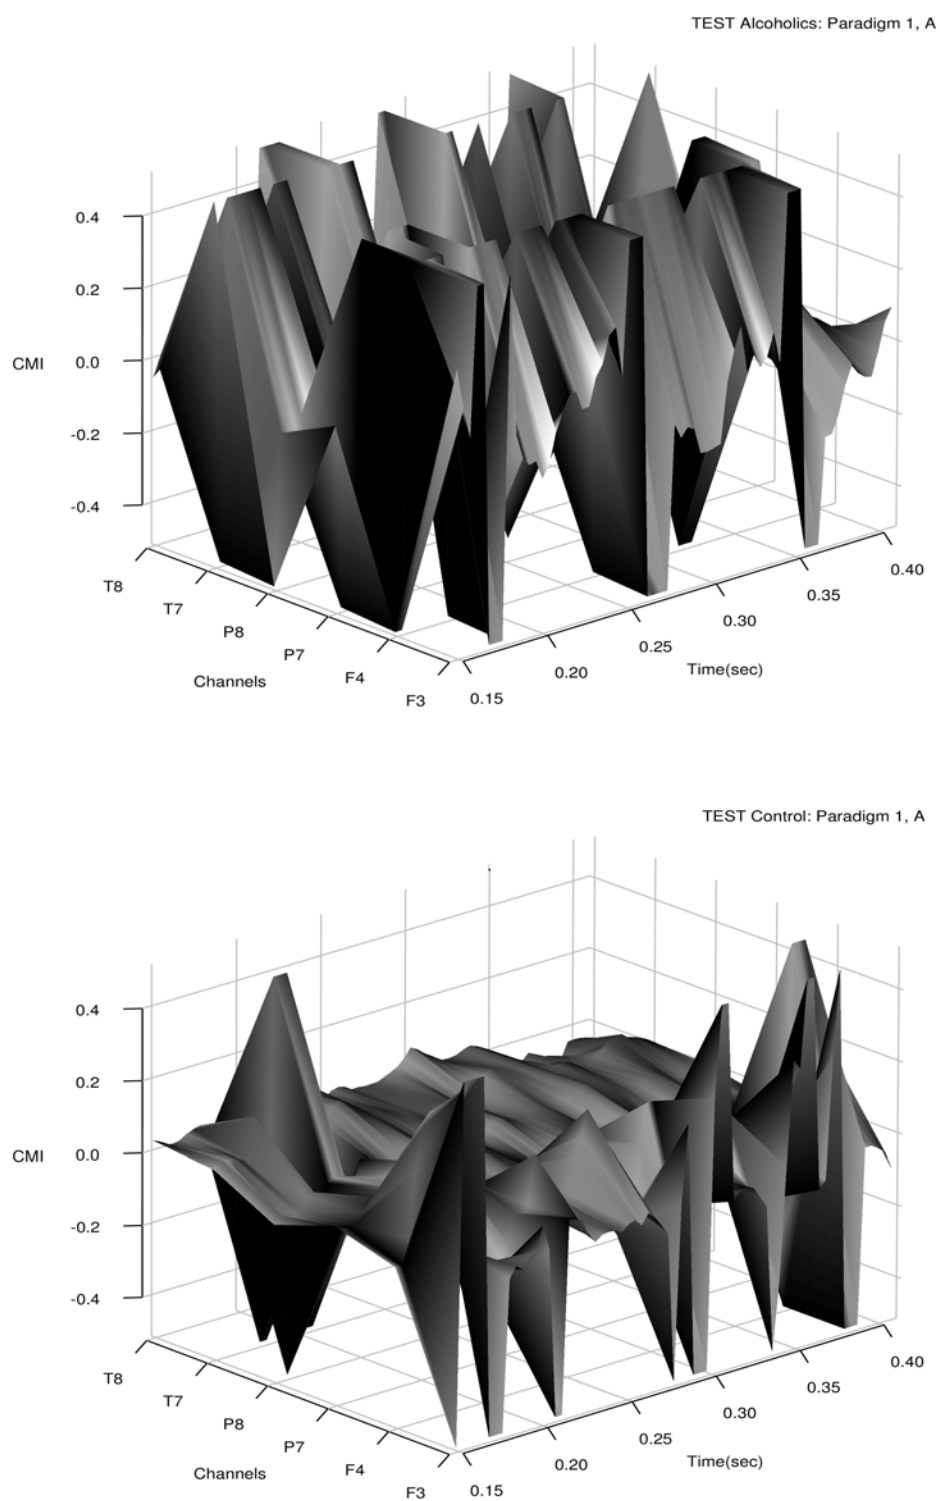 TEST Alcoholics: Paradigm 1, A
0.4
0.2
0.0
CMI
-0.2
-0.4
T8
T7
P8
P7
F4
F3
Channels
0.15
0.20
0.25
0.30
0.35
0.40
Time(sec)
TEST Control: Paradigm 1, A
0.4
0.2
0.0
CMI
-0.2
-0.4
T8
T7
P8
P7
F4
F3
Channels
0.15
0.20
0.25
0.30
0.35
0.40
Time(sec)